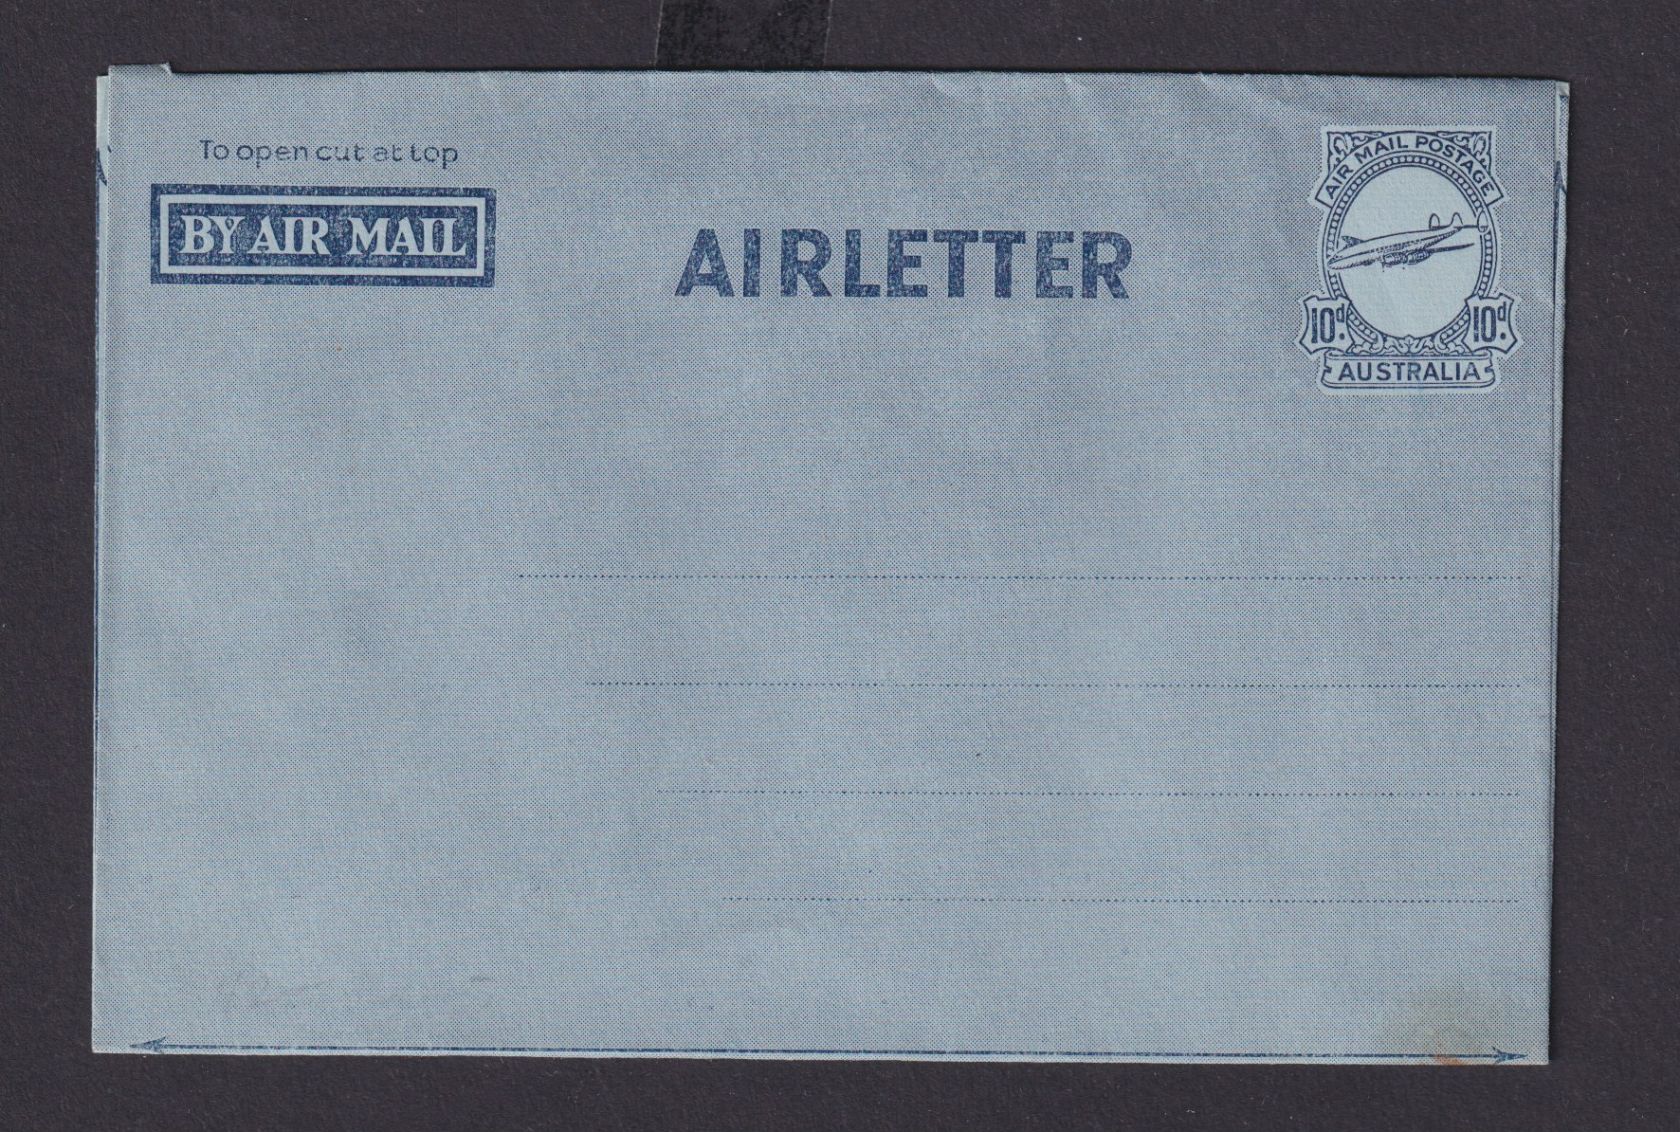 To open cut at top
BY AIR MAIL
AIRLETTER
AIR MAIL POSTAGE
10d. 10d.
AUSTRALIA